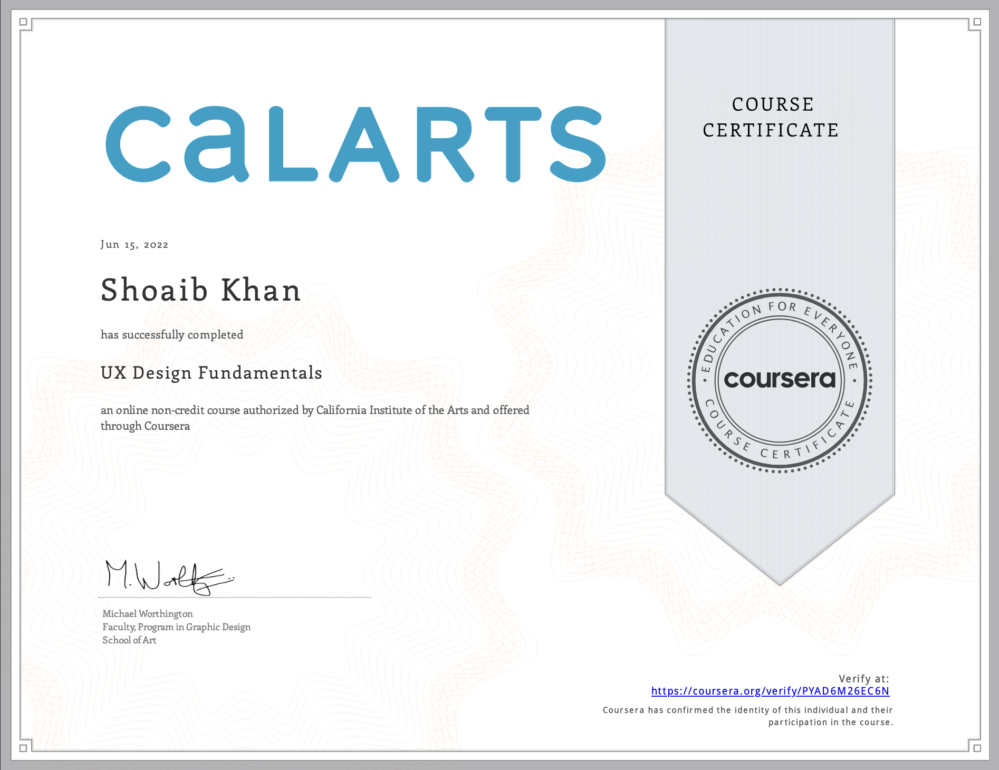 CaLARTS
COURSE
CERTIFICATE
Jun 15, 2022
Shoaib Khan
has successfully completed
UX Design Fundamentals
an online non-credit course authorized by California Institute of the Arts and offered
through Coursera
EDUCATION FOR EVERYONE
coursera
COURSE CERTIFICATE
Michael Worthington
Faculty, Program in Graphic Design
School of Art
Verify at:
https://coursera.org/verify/PYAD6M26EC6N
Coursera has confirmed the identity of this individual and their
participation in the course.